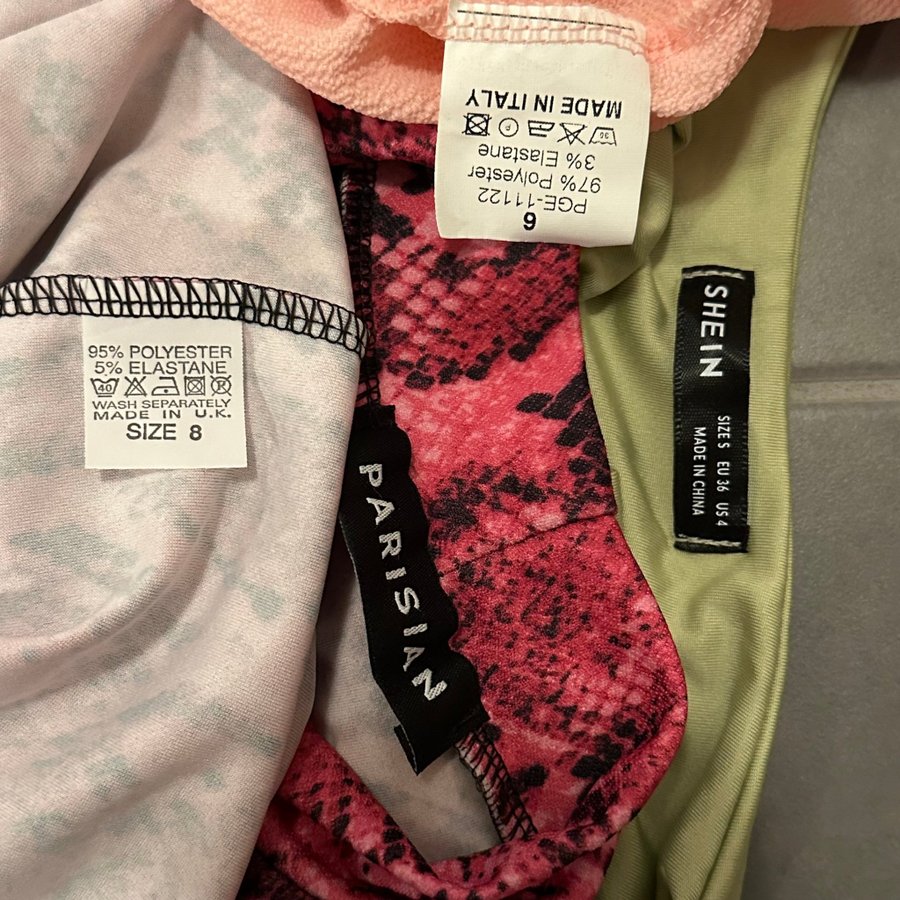 6
PGE-11122
97% Polyester
3% Elastane
P
MADE IN ITALY
95% POLYESTER
5% ELASTANE
40
WASH SEPARATELY
MADE IN U.K.
SIZE 8
PARISIAN
SHEIN
SIZE S EU 36 US 4
MADE IN CHINA